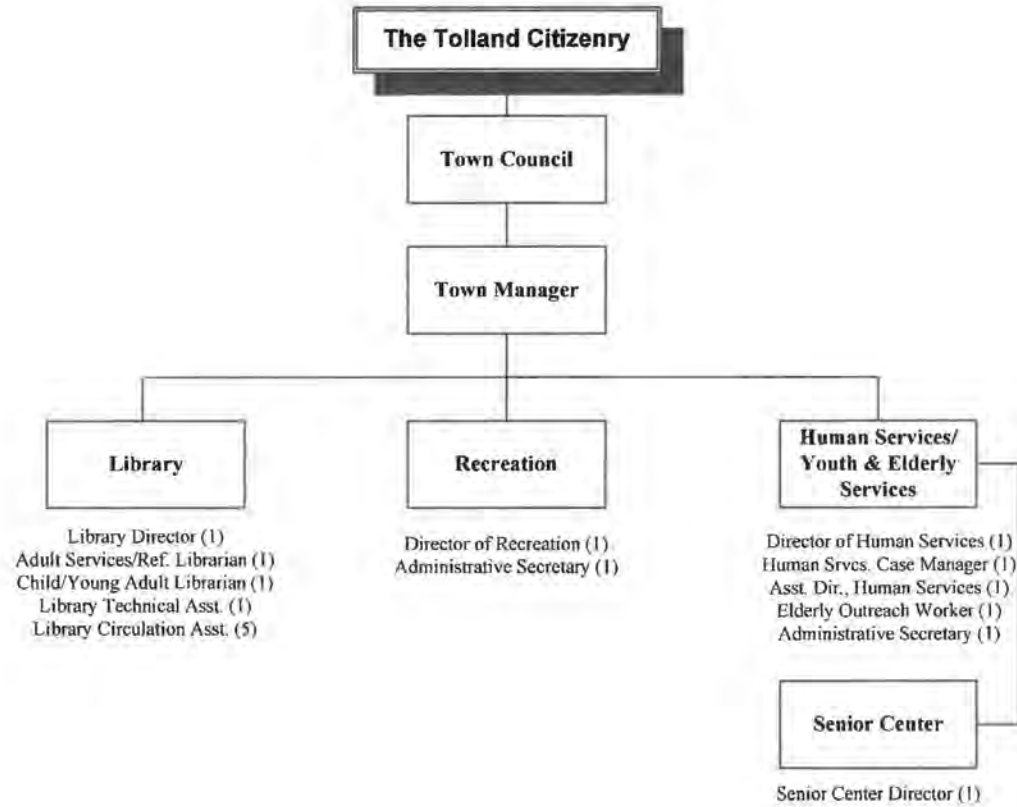 The Tolland Citizenry
Town Council
Town Manager
Library
Library Director (1)
Adult Services/Ref. Librarian (1)
Child/Young Adult Librarian (1)
Library Technical Asst. (1)
Library Circulation Asst. (5)
Recreation
Director of Recreation (1)
Administrative Secretary (1)
Human Services/
Youth & Elderly
Services
Director of Human Services (1)
Human Srvcs. Case Manager (1)
Asst. Dir., Human Services (1)
Elderly Outreach Worker (1)
Administrative Secretary (1)
Senior Center
Senior Center Director (1)